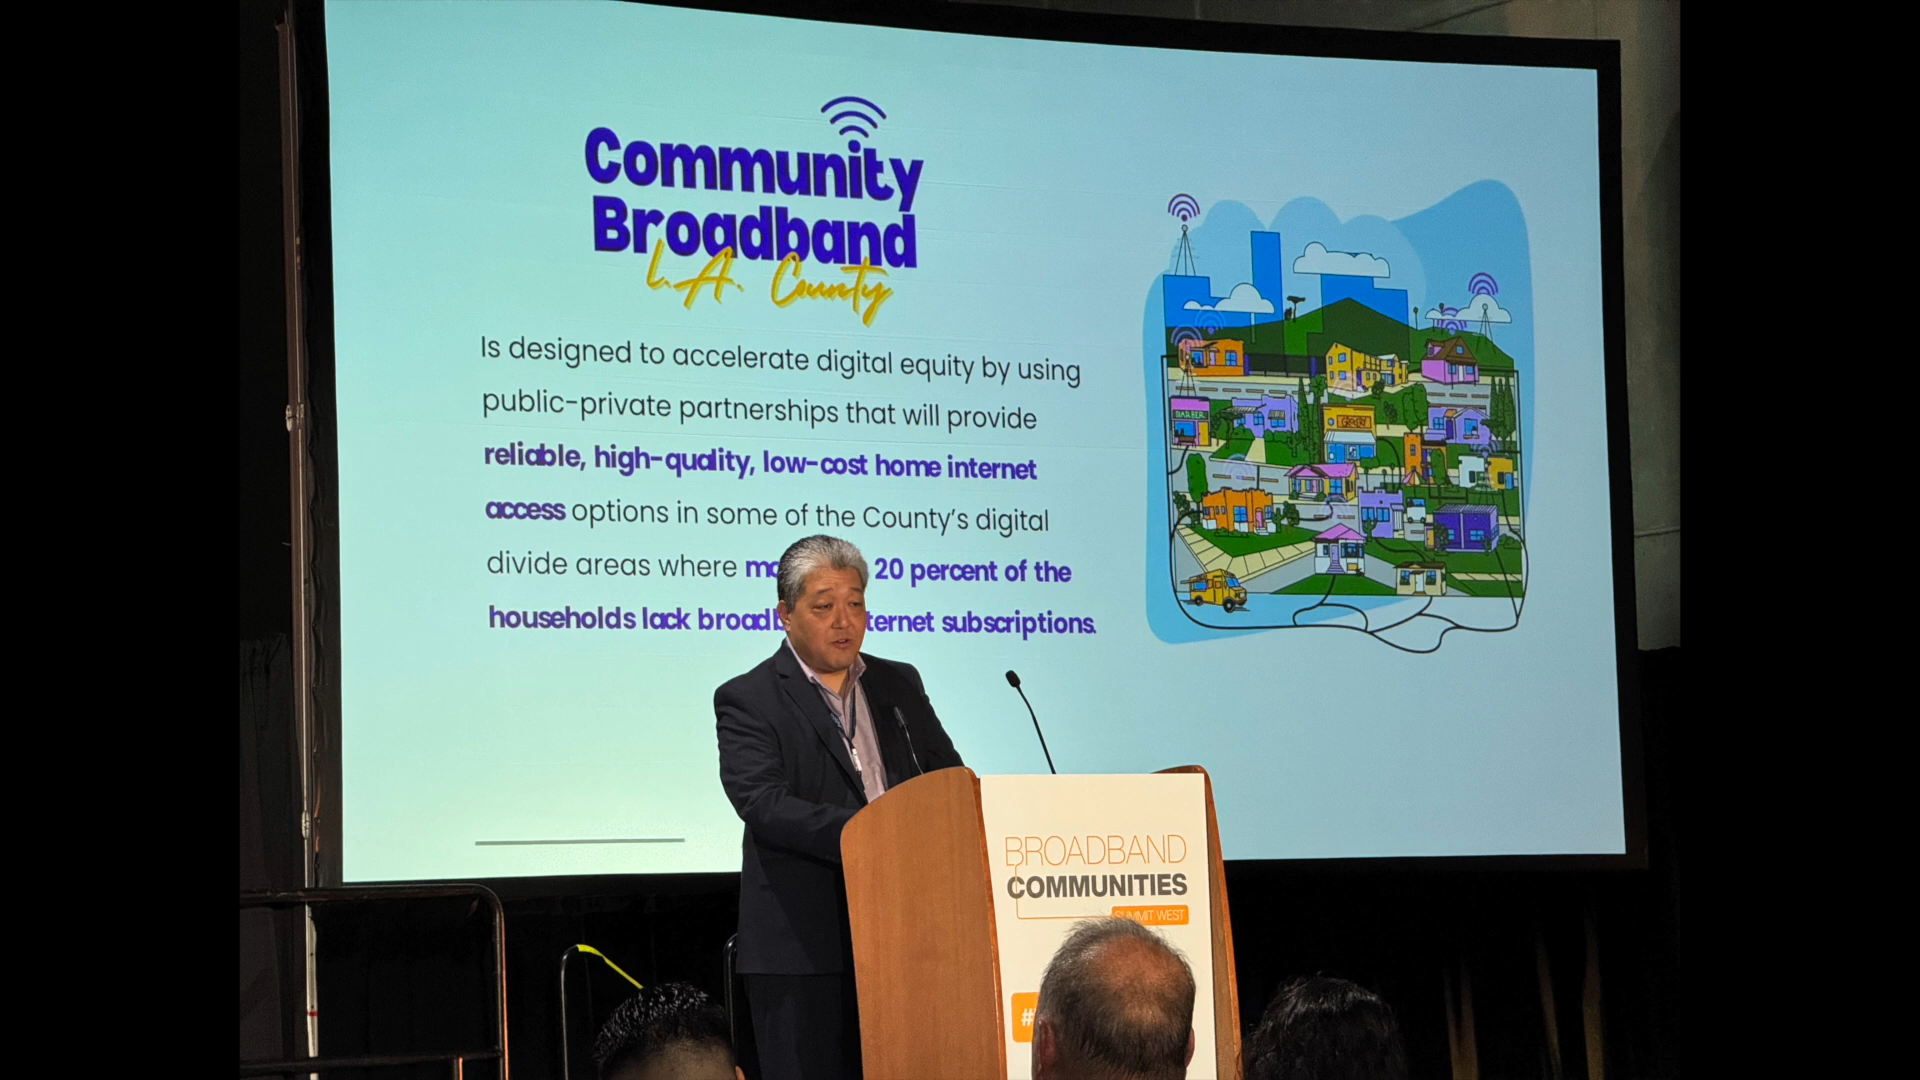 Community
Broadband
L.A. County
Is designed to accelerate digital equity by using
public-private partnerships that will provide
reliable, high-quality, low-cost home internet
access options in some of the County's digital
divide areas where 20 percent of the
households lack subscriptions.
BARBER
GROCERY
BROADBAND
COMMUNITIES
SUMMIT WEST
#